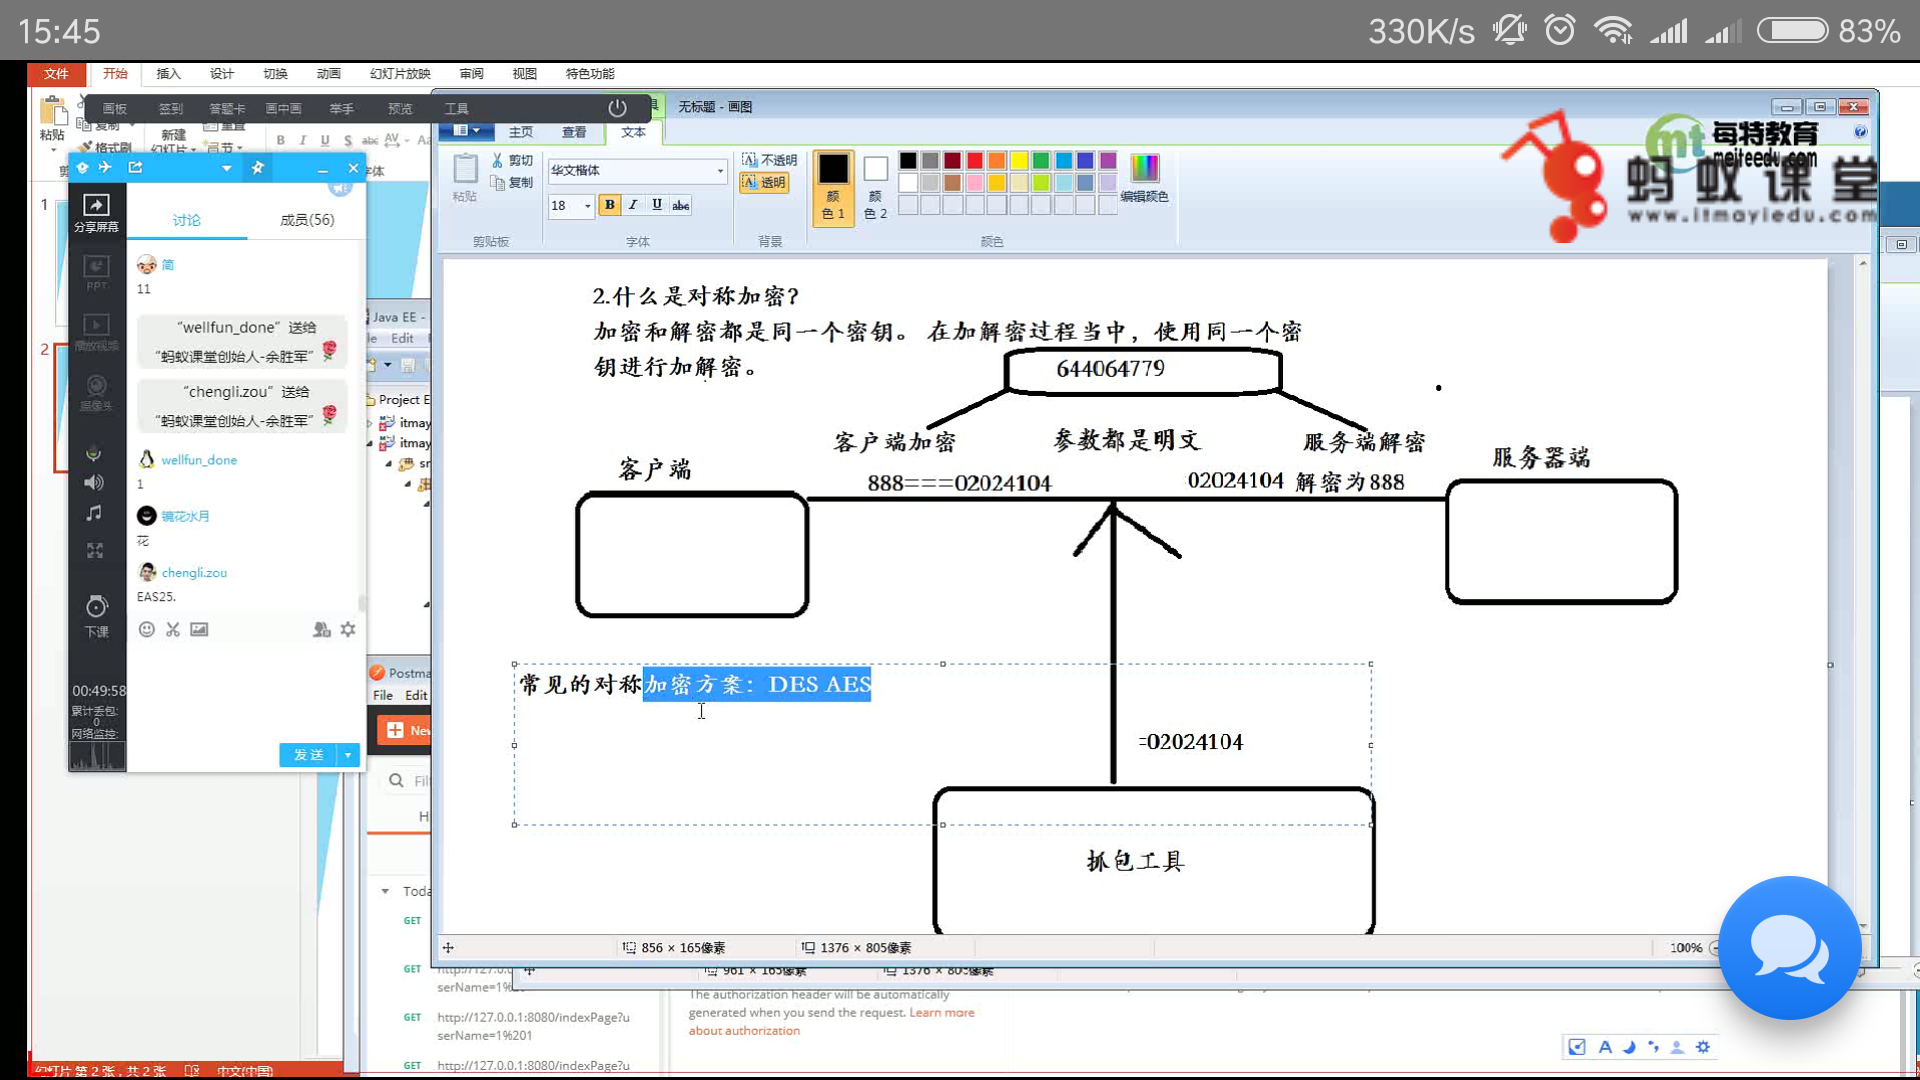 15:45
330K/s
83%
文件 开始 插入 设计 切换 动画 幻灯片放映 审阅 视图 特色功能
画板 签到 答题卡 画中画 举手 预览 工具
无标题 - 画图
粘贴
格式刷
新建
幻灯片
重置
节
主页 查看 文本
剪切
复制
粘贴
剪贴板
华文楷体
18
B I U abc
字体
不透明
透明
背景
颜
色 1
颜
色 2
颜色
编辑颜色
每特教育
meiteedu.com
蚂蚁课堂
www.itmayiedu.com
分享屏幕
PPT
播放视频
摄像头
下课
00:49:58
累计丢包:
0
网络监控:
讨论
成员(56)
简
11
“wellfun_done”送给
“蚂蚁课堂创始人-余胜军”
“chengli.zou”送给
“蚂蚁课堂创始人-余胜军”
wellfun_done
1
镜花水月
花
chengli.zou
EAS25.
发送
1
2
Java EE -
Edit
Project E
itmay
itmay
Postma
File Edit
New
Today
2.什么是对称加密?
加密和解密都是同一个密钥。 在加解密过程当中，使用同一个密
钥进行加解密。
644064779
客户端加密
参数都是明文
服务端解密
客户端
服务器端
888===02024104
02024104 解密为888
常见的对称加密方案：DES AES
=02024104
抓包工具
856 × 165像素
1376 × 805像素
100%
961 × 165像素
1376 × 805像素
GET
GET
serName=1%20
GET http://127.0.0.1:8080/indexPage?u
serName=1%201
GET http://127.0.0.1:8080/indexPage?u
The authorization header will be automatically
generated when you send the request. Learn more
about authorization
幻灯片 第 2 张，共 2 张
中文(中国)